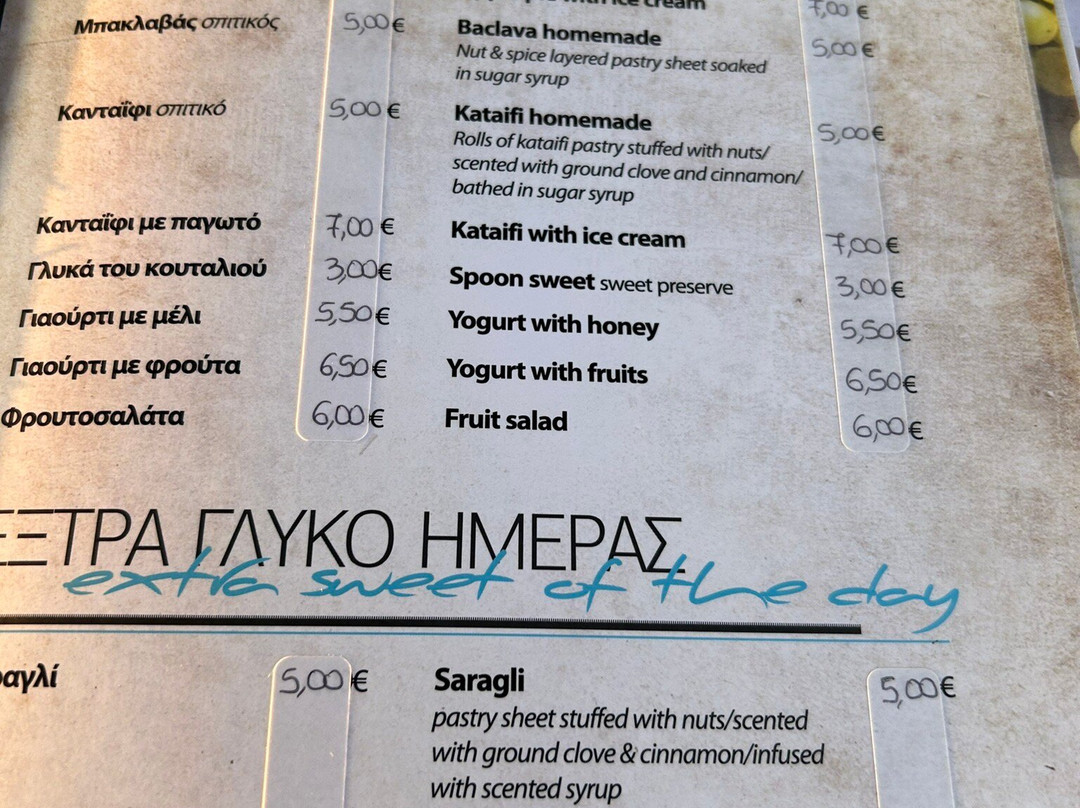 ice cream 7,00 €
Μπακλαβάς σπιτικός 5,00€ Baclava homemade 5,00€
Nut & spice layered pastry sheet soaked
in sugar syrup
Κανταΐφι σπιτικό 5,00€ Kataifi homemade 5,00€
Rolls of kataifi pastry stuffed with nuts/
scented with ground clove and cinnamon/
bathed in sugar syrup
Κανταΐφι με παγωτό 7,00€ Kataifi with ice cream 7,00€
Γλυκά του κουταλιού 3,00€ Spoon sweet sweet preserve 3,00€
Γιαούρτι με μέλι 5,50€ Yogurt with honey 5,50€
Γιαούρτι με φρούτα 6,50€ Yogurt with fruits 6,50€
Φρουτοσαλάτα 6,00€ Fruit salad 6,00€
ΕΞΤΡΑ ΓΛΥΚΟ ΗΜΕΡΑΣ
extra sweet of the day
αγλί 5,00€ Saragli 5,00€
pastry sheet stuffed with nuts/scented
with ground clove & cinnamon/infused
with scented syrup